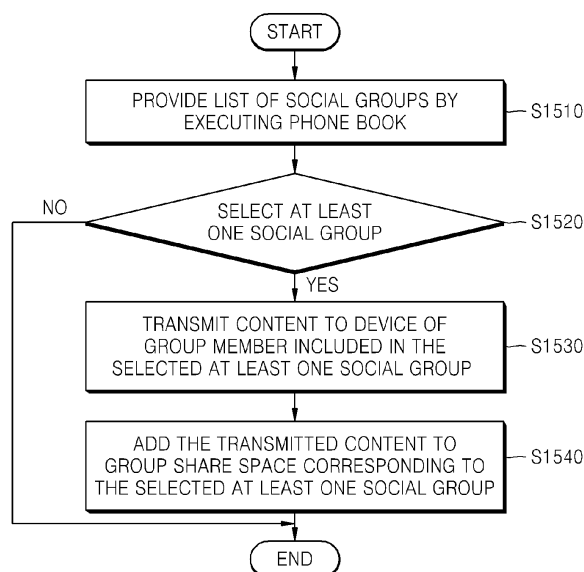 START
PROVIDE LIST OF SOCIAL GROUPS BY
EXECUTING PHONE BOOK
S1510
NO
SELECT AT LEAST
ONE SOCIAL GROUP
S1520
YES
TRANSMIT CONTENT TO DEVICE OF
GROUP MEMBER INCLUDED IN THE
SELECTED AT LEAST ONE SOCIAL GROUP
S1530
ADD THE TRANSMITTED CONTENT TO
GROUP SHARE SPACE CORRESPONDING TO
THE SELECTED AT LEAST ONE SOCIAL GROUP
S1540
END